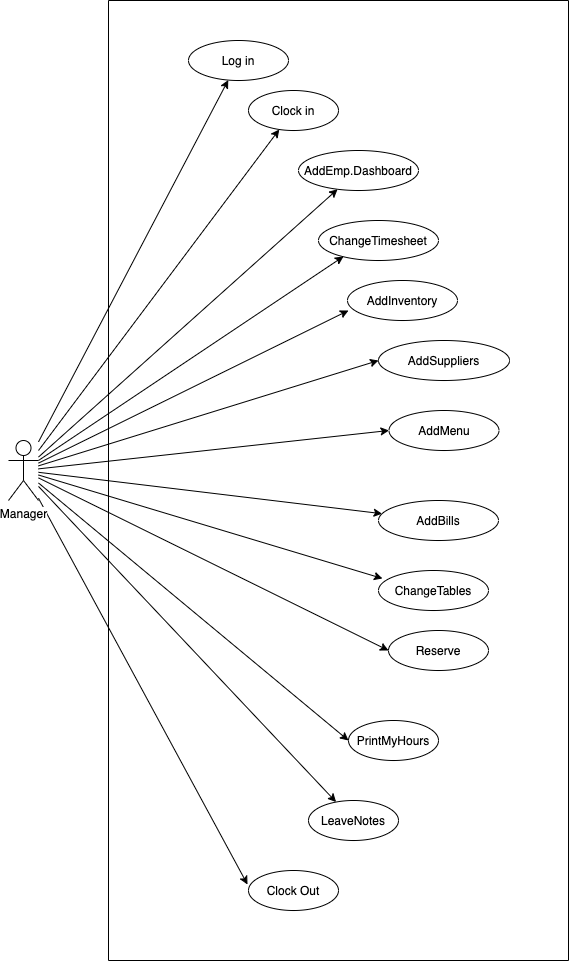 Log in
Clock in
AddEmp.Dashboard
ChangeTimesheet
AddInventory
AddSuppliers
AddMenu
Manager
AddBills
ChangeTables
Reserve
PrintMyHours
LeaveNotes
Clock Out